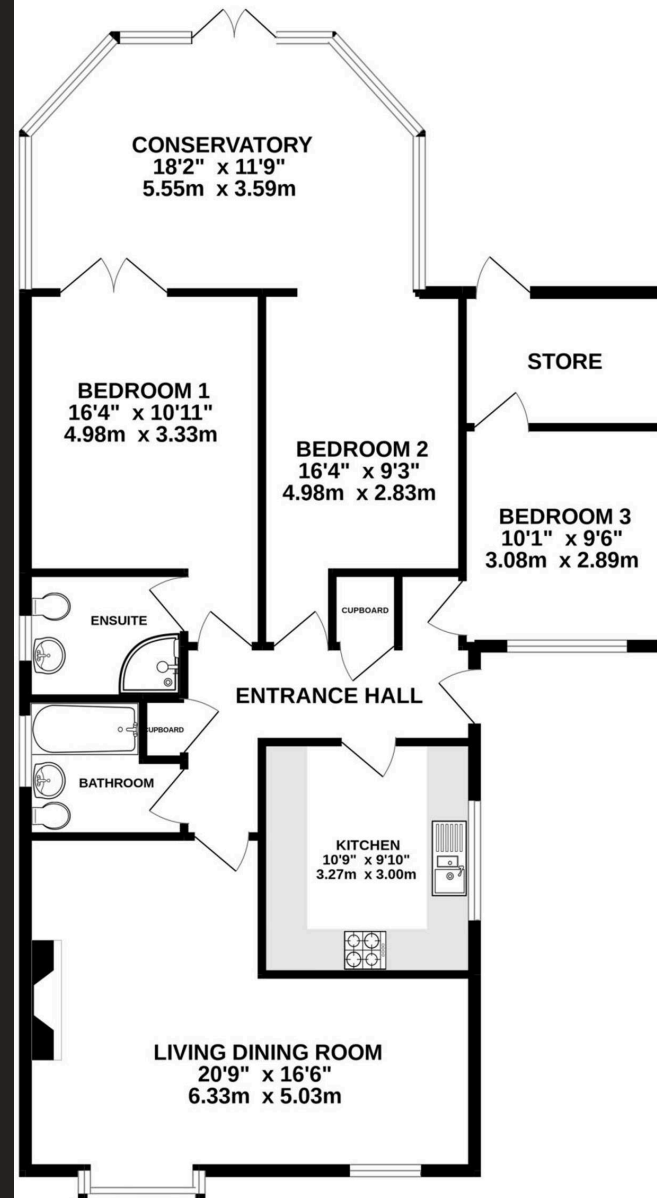 CONSERVATORY
18'2" x 11'9"
5.55m x 3.59m
BEDROOM 1
16'4" x 10'11"
4.98m x 3.33m
BEDROOM 2
16'4" x 9'3"
4.98m x 2.83m
STORE
BEDROOM 3
10'1" x 9'6"
3.08m x 2.89m
ENSUITE
CUPBOARD
ENTRANCE HALL
CUPBOARD
BATHROOM
KITCHEN
10'9" x 9'10"
3.27m x 3.00m
LIVING DINING ROOM
20'9" x 16'6"
6.33m x 5.03m